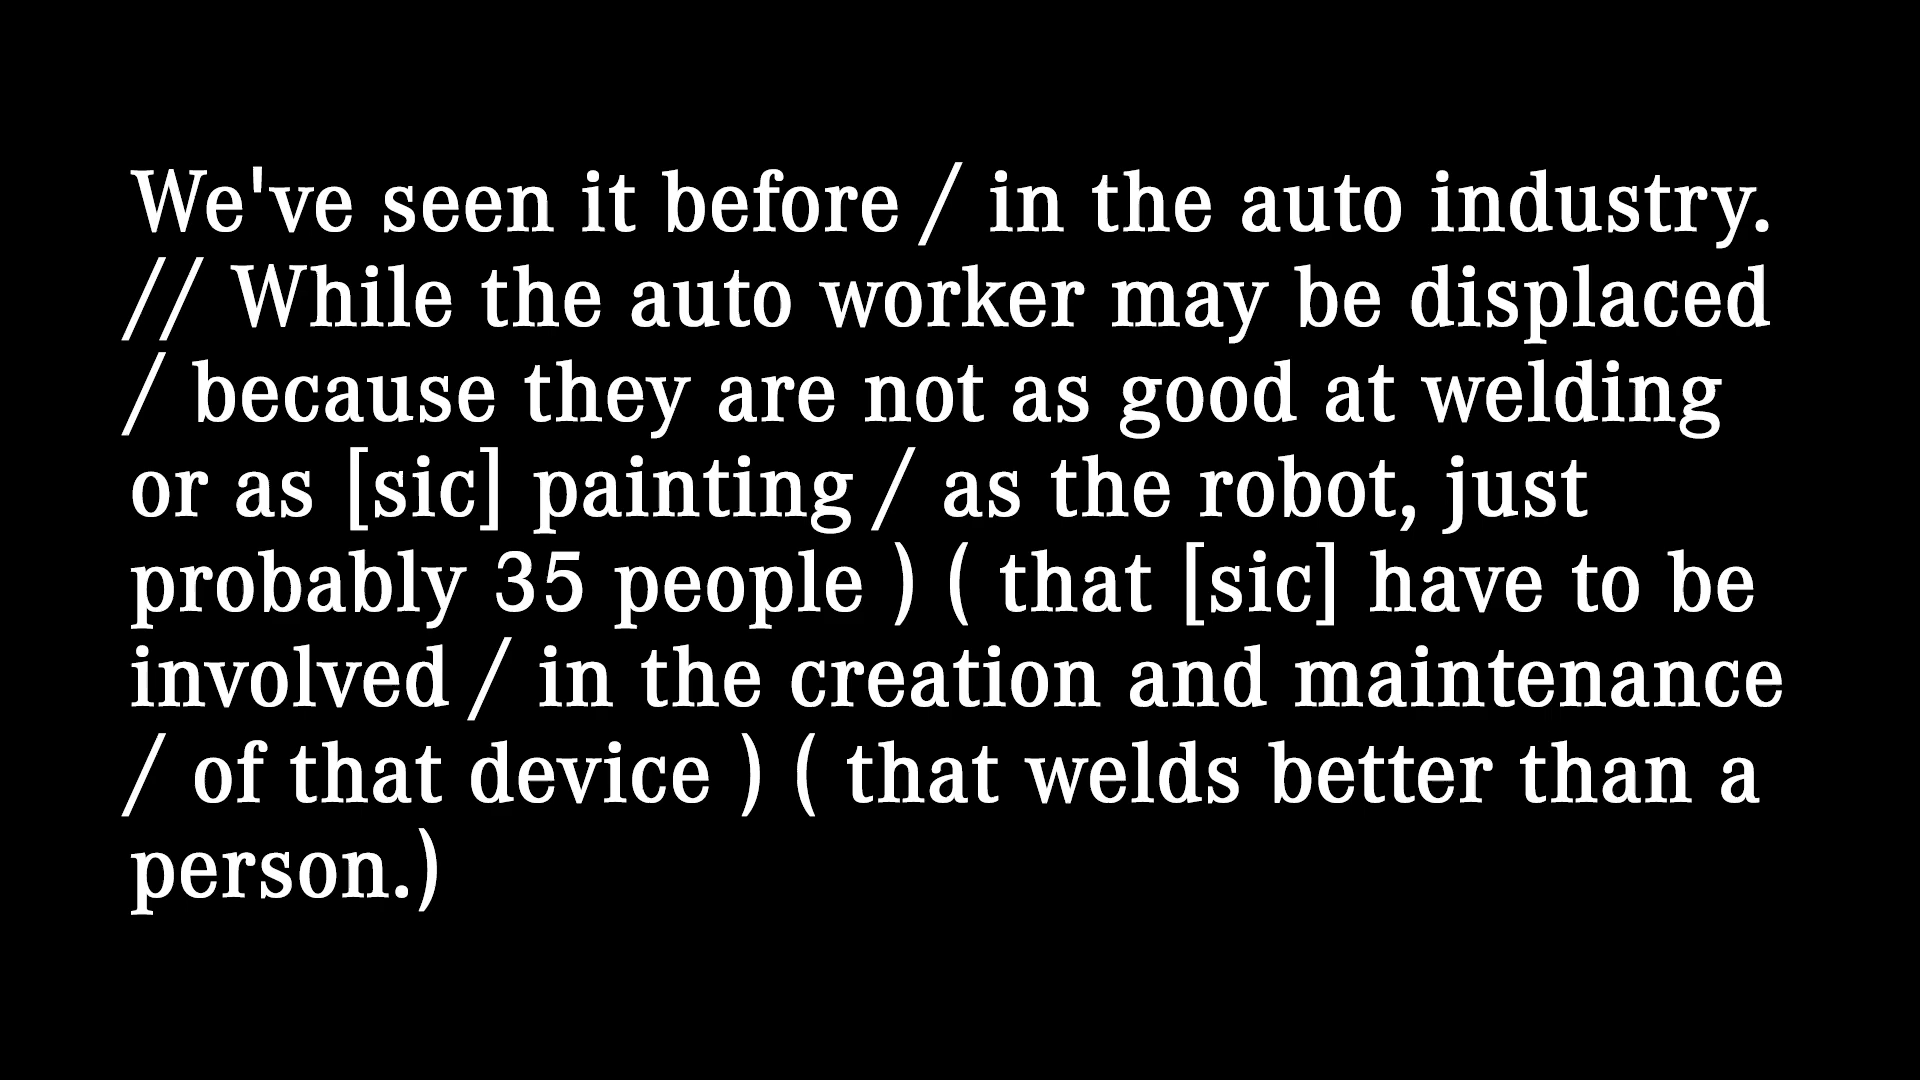 We've seen it before / in the auto industry.
// While the auto worker may be displaced
/ because they are not as good at welding
or as [sic] painting / as the robot, just
probably 35 people ) ( that [sic] have to be
involved / in the creation and maintenance
/ of that device ) ( that welds better than a
person.)